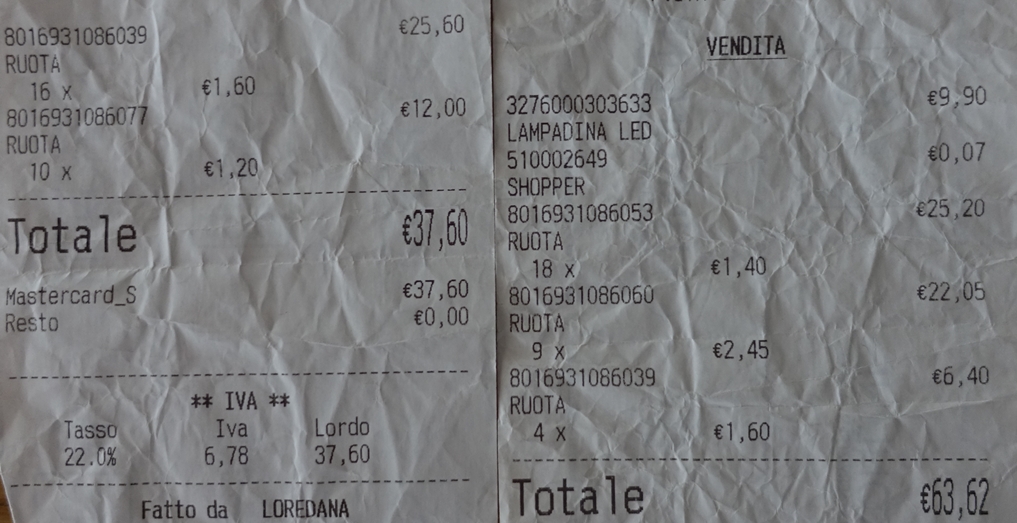 8016931086039 €25,60
RUOTA
16 x €1,60
8016931086077 €12,00
RUOTA
10 x €1,20
Totale €37,60
Mastercard_S €37,60
Resto €0,00
** IVA **
Tasso Iva Lordo
22.0% 6,78 37,60
Fatto da LOREDANA
VENDITA
3276000303633 €9,90
LAMPADINA LED
510002649 €0,07
SHOPPER
8016931086053 €25,20
RUOTA
18 x €1,40
8016931086060 €22,05
RUOTA
9 x €2,45
8016931086039 €6,40
RUOTA
4 x €1,60
Totale €63,62